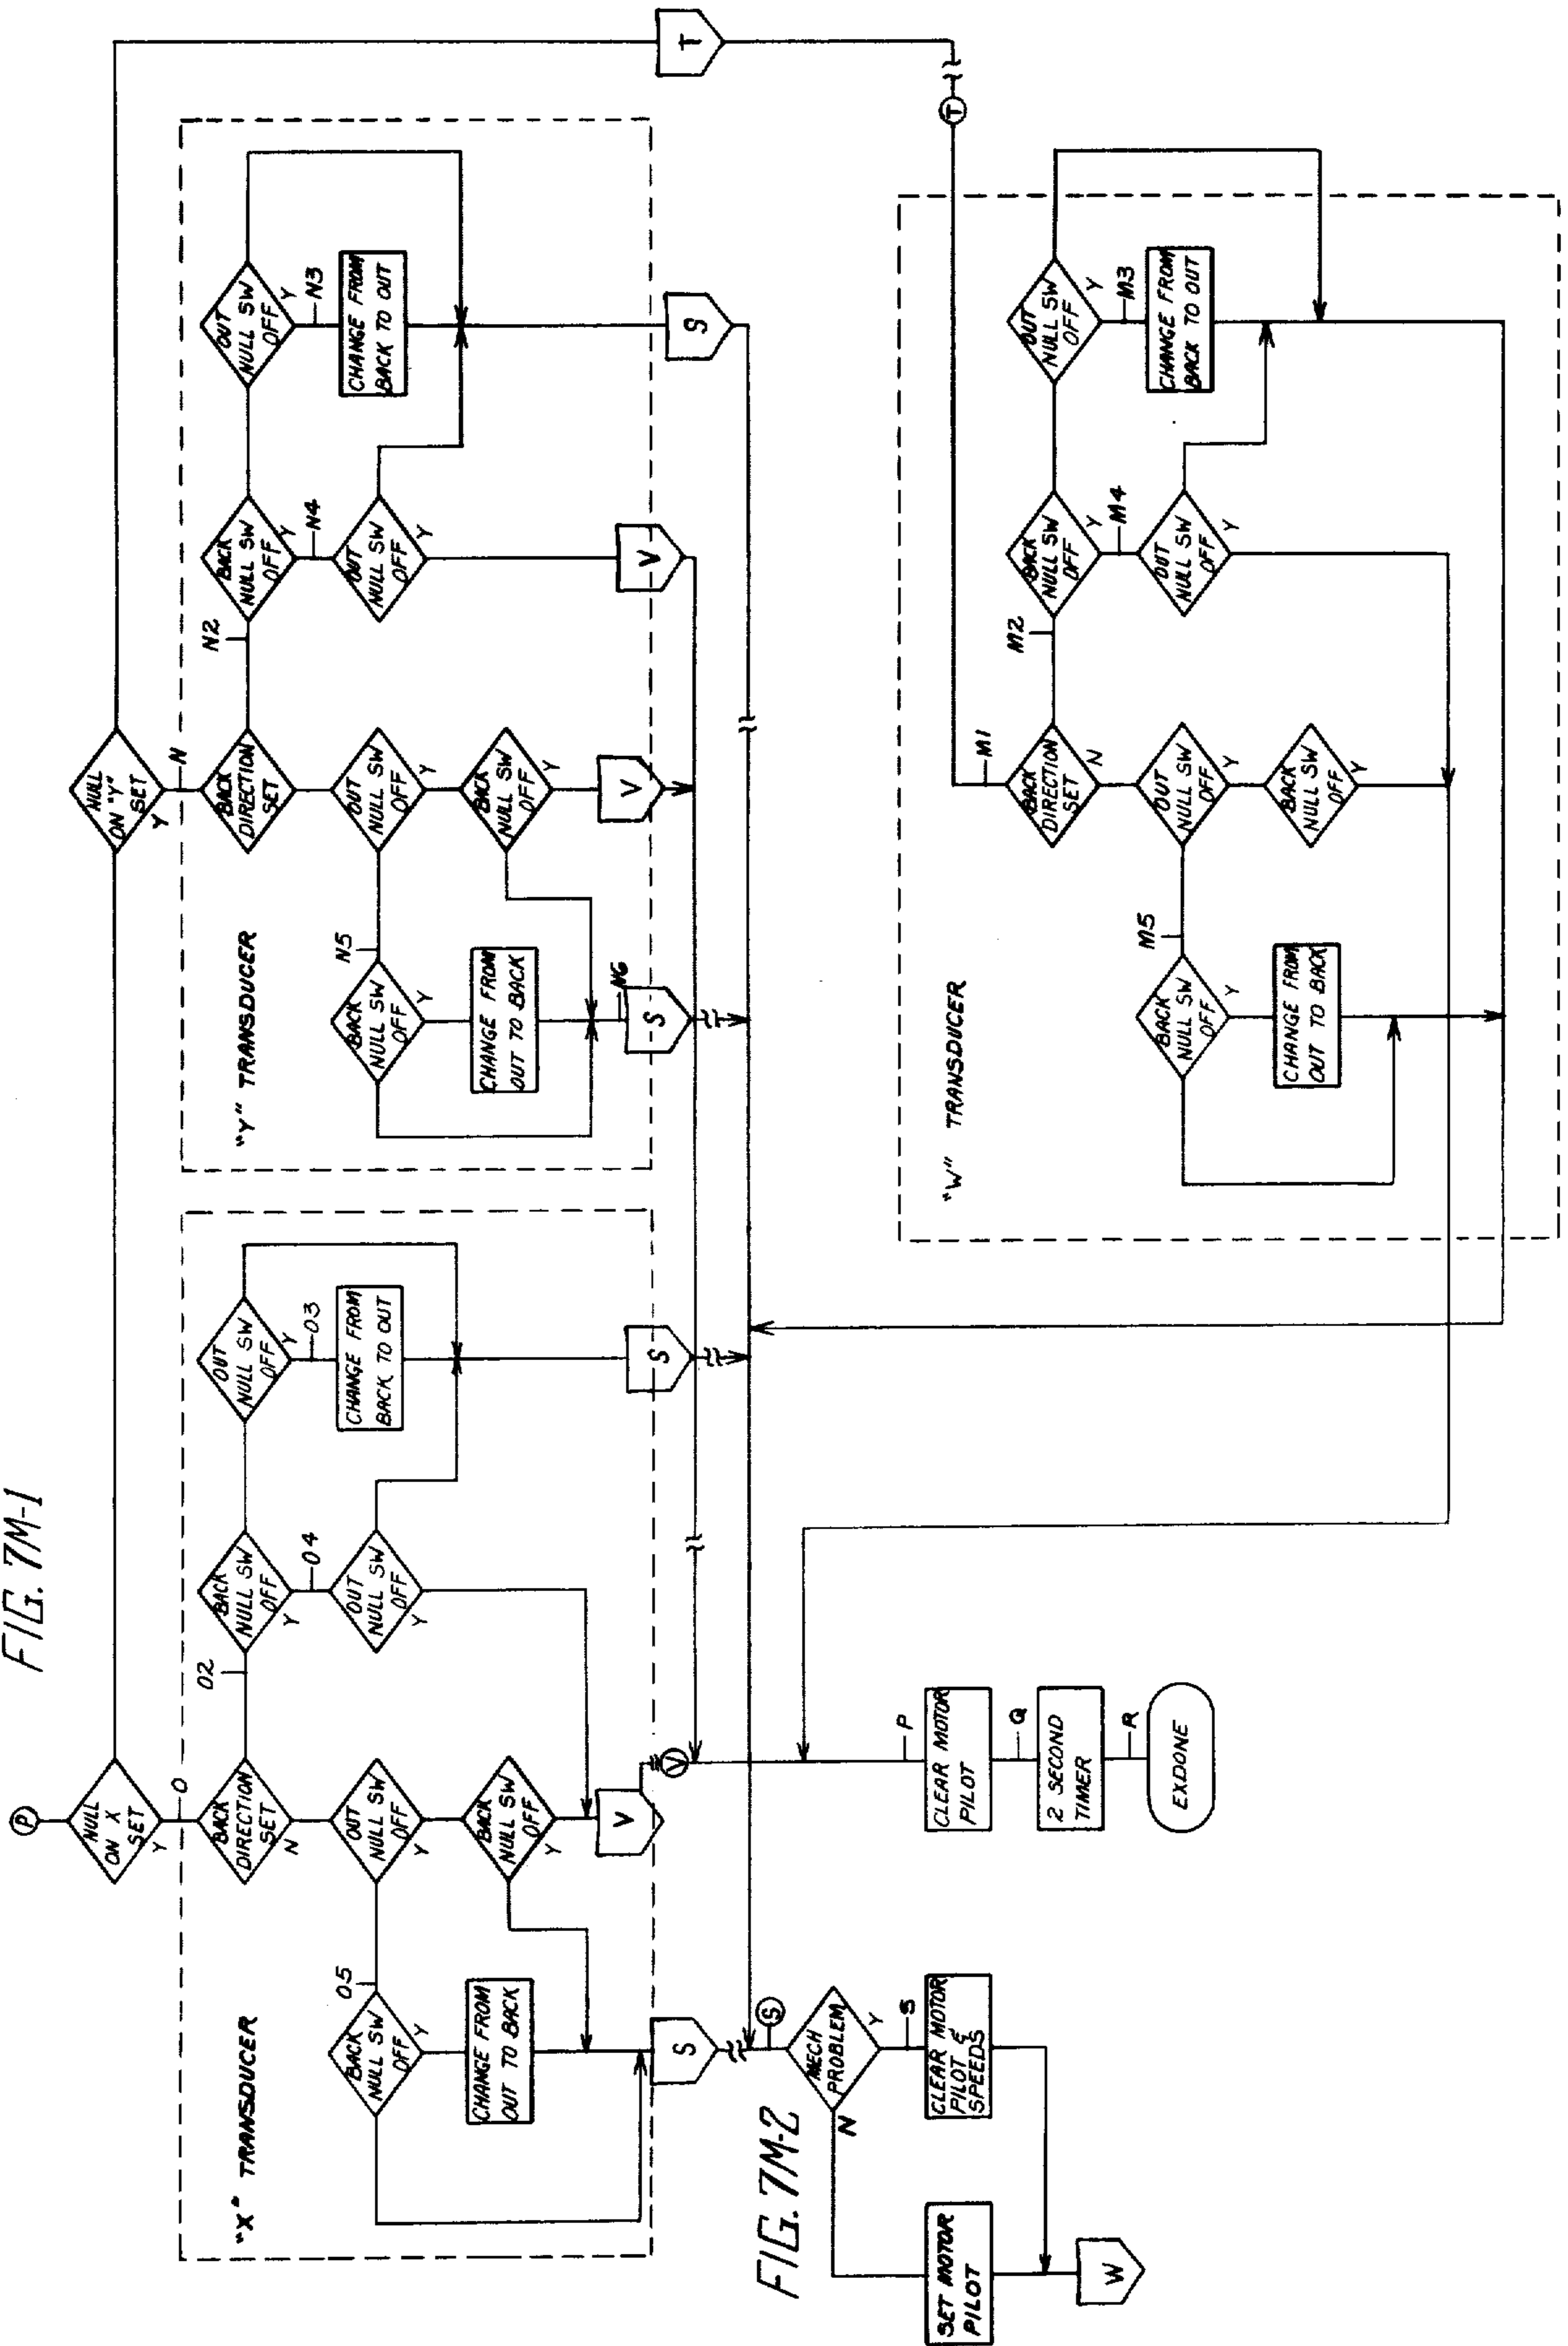 FIG. 7M-1
P
NULL
ON X
SET
Y
O
"X" TRANSDUCER
BACK
DIRECTION
SET
N
O2
BACK
NULL SW
OFF
Y
O4
OUT
NULL SW
OFF
Y
O3
CHANGE FROM
BACK TO OUT
OUT
NULL SW
OFF
Y
OUT
NULL SW
OFF
Y
BACK
NULL SW
OFF
Y
O5
BACK
NULL SW
OFF
Y
CHANGE FROM
OUT TO BACK
S
V
S
NULL
ON "Y"
SET
Y
N
"Y" TRANSDUCER
BACK
DIRECTION
SET
N2
BACK
NULL SW
OFF
Y
N4
OUT
NULL SW
OFF
Y
N3
CHANGE FROM
BACK TO OUT
OUT
NULL SW
OFF
Y
OUT
NULL SW
OFF
Y
BACK
NULL SW
OFF
Y
N5
BACK
NULL SW
OFF
Y
CHANGE FROM
OUT TO BACK
N6
S
V
V
S
T
FIG. 7M-2
S
MECH
PROBLEM
N
Y
S
SET MOTOR
PILOT
CLEAR MOTOR
PILOT &
SPEEDS
W
V
P
CLEAR MOTOR
PILOT
Q
2 SECOND
TIMER
R
EXDONE
T
"W" TRANSDUCER
M1
BACK
DIRECTION
SET
N
M2
BACK
NULL SW
OFF
Y
M4
OUT
NULL SW
OFF
Y
M3
CHANGE FROM
BACK TO OUT
OUT
NULL SW
OFF
Y
OUT
NULL SW
OFF
Y
BACK
NULL SW
OFF
Y
M5
BACK
NULL SW
OFF
Y
CHANGE FROM
OUT TO BACK